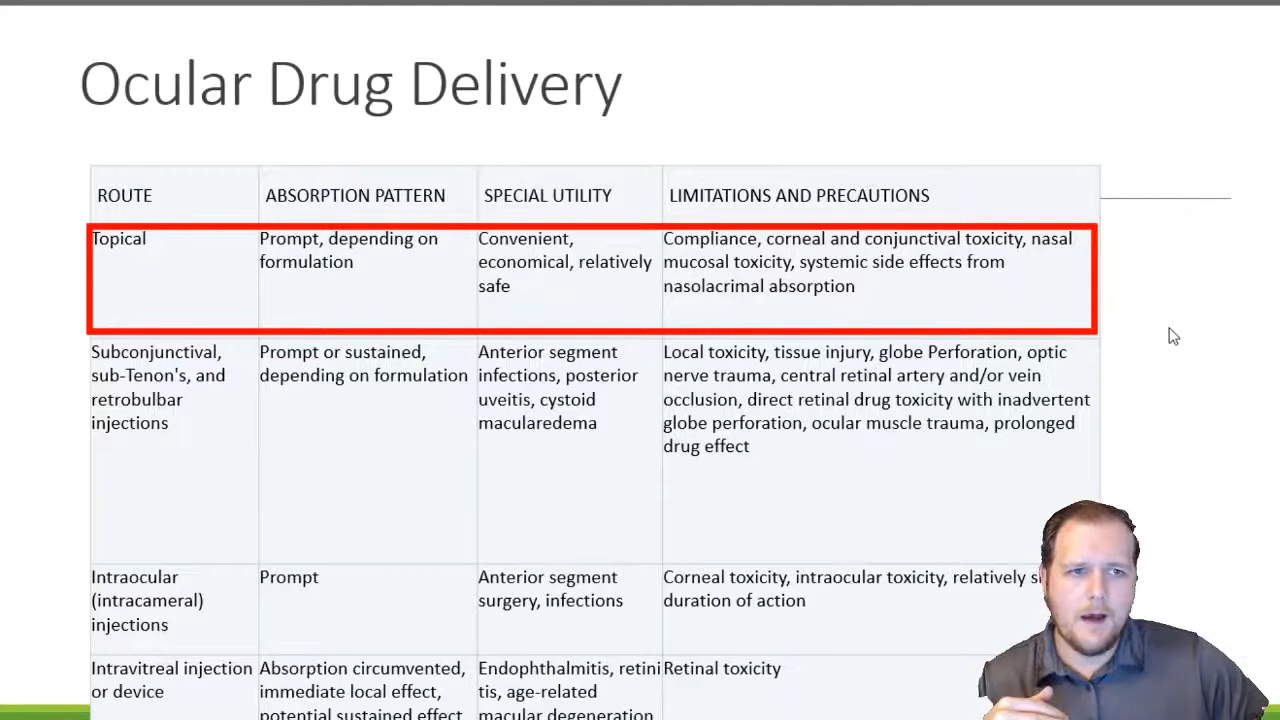 Ocular Drug Delivery
ROUTE
ABSORPTION PATTERN
SPECIAL UTILITY
LIMITATIONS AND PRECAUTIONS
Topical
Prompt, depending on
formulation
Convenient,
economical, relatively
safe
Compliance, corneal and conjunctival toxicity, nasal
mucosal toxicity, systemic side effects from
nasolacrimal absorption
Subconjunctival,
sub-Tenon's, and
retrobulbar
injections
Prompt or sustained,
depending on formulation
Anterior segment
infections, posterior
uveitis, cystoid
macularedema
Local toxicity, tissue injury, globe Perforation, optic
nerve trauma, central retinal artery and/or vein
occlusion, direct retinal drug toxicity with inadvertent
globe perforation, ocular muscle trauma, prolonged
drug effect
Intraocular
(intracameral)
injections
Prompt
Anterior segment
surgery, infections
Corneal toxicity, intraocular toxicity, relatively
duration of action
Intravitreal injection
or device
Absorption circumvented,
immediate local effect,
potential sustained effect
Endophthalmitis, retini
tis, age-related
macular degeneration
Retinal toxicity